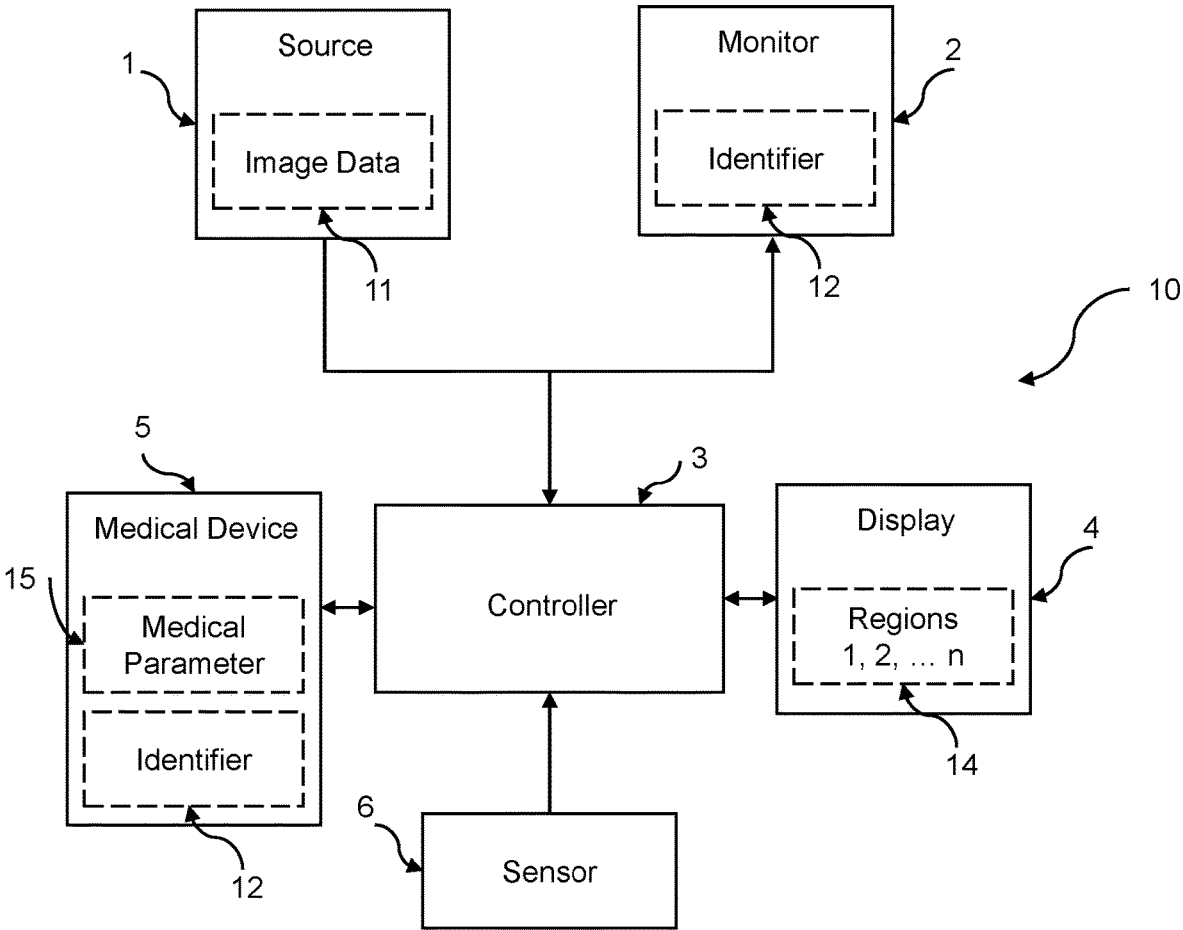 Source
Monitor
1
2
Image Data
Identifier
11
12
10
5
3
Medical Device
Display
4
15
Medical
Parameter
Controller
Regions
1, 2, ... n
Identifier
14
6
12
Sensor